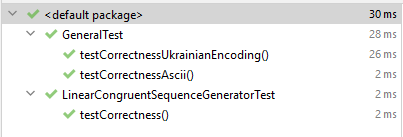 <default package> 30 ms
GeneralTest 28 ms
testCorrectnessUkrainianEncoding() 26 ms
testCorrectnessAscii() 2 ms
LinearCongruentSequenceGeneratorTest 2 ms
testCorrectness() 2 ms